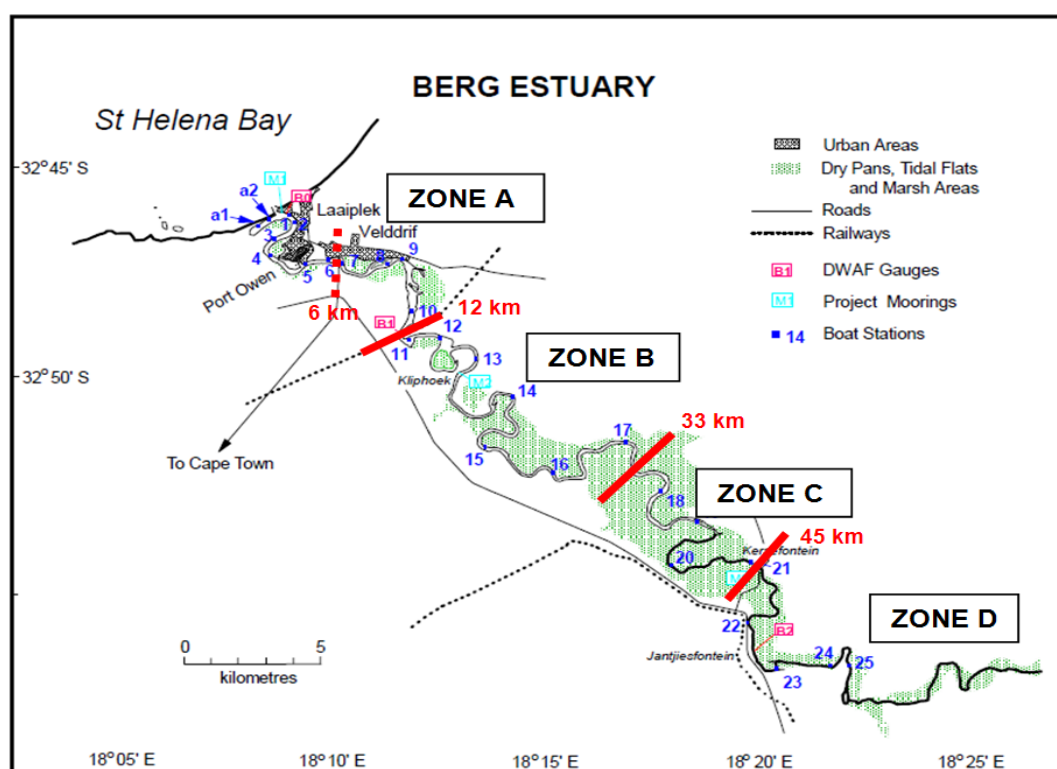 BERG ESTUARY
St Helena Bay
32°45' S
Urban Areas
Dry Pans, Tidal Flats
and Marsh Areas
Roads
Railways
B1 DWAF Gauges
M1 Project Moorings
14 Boat Stations
ZONE A
M1
a2
B0
a1
Laaiplek
1
2
Velddrif
3
4
5
6
7
8
9
Port Owen
6 km
12 km
10
B1
11
12
13
ZONE B
32°50' S
Kliphoek
M2
14
33 km
17
15
16
To Cape Town
18
ZONE C
45 km
20
21
22
B2
ZONE D
Jantjiesfontein
23
24
25
0 5
kilometres
18°05' E
18°10' E
18°15' E
18°20' E
18°25' E